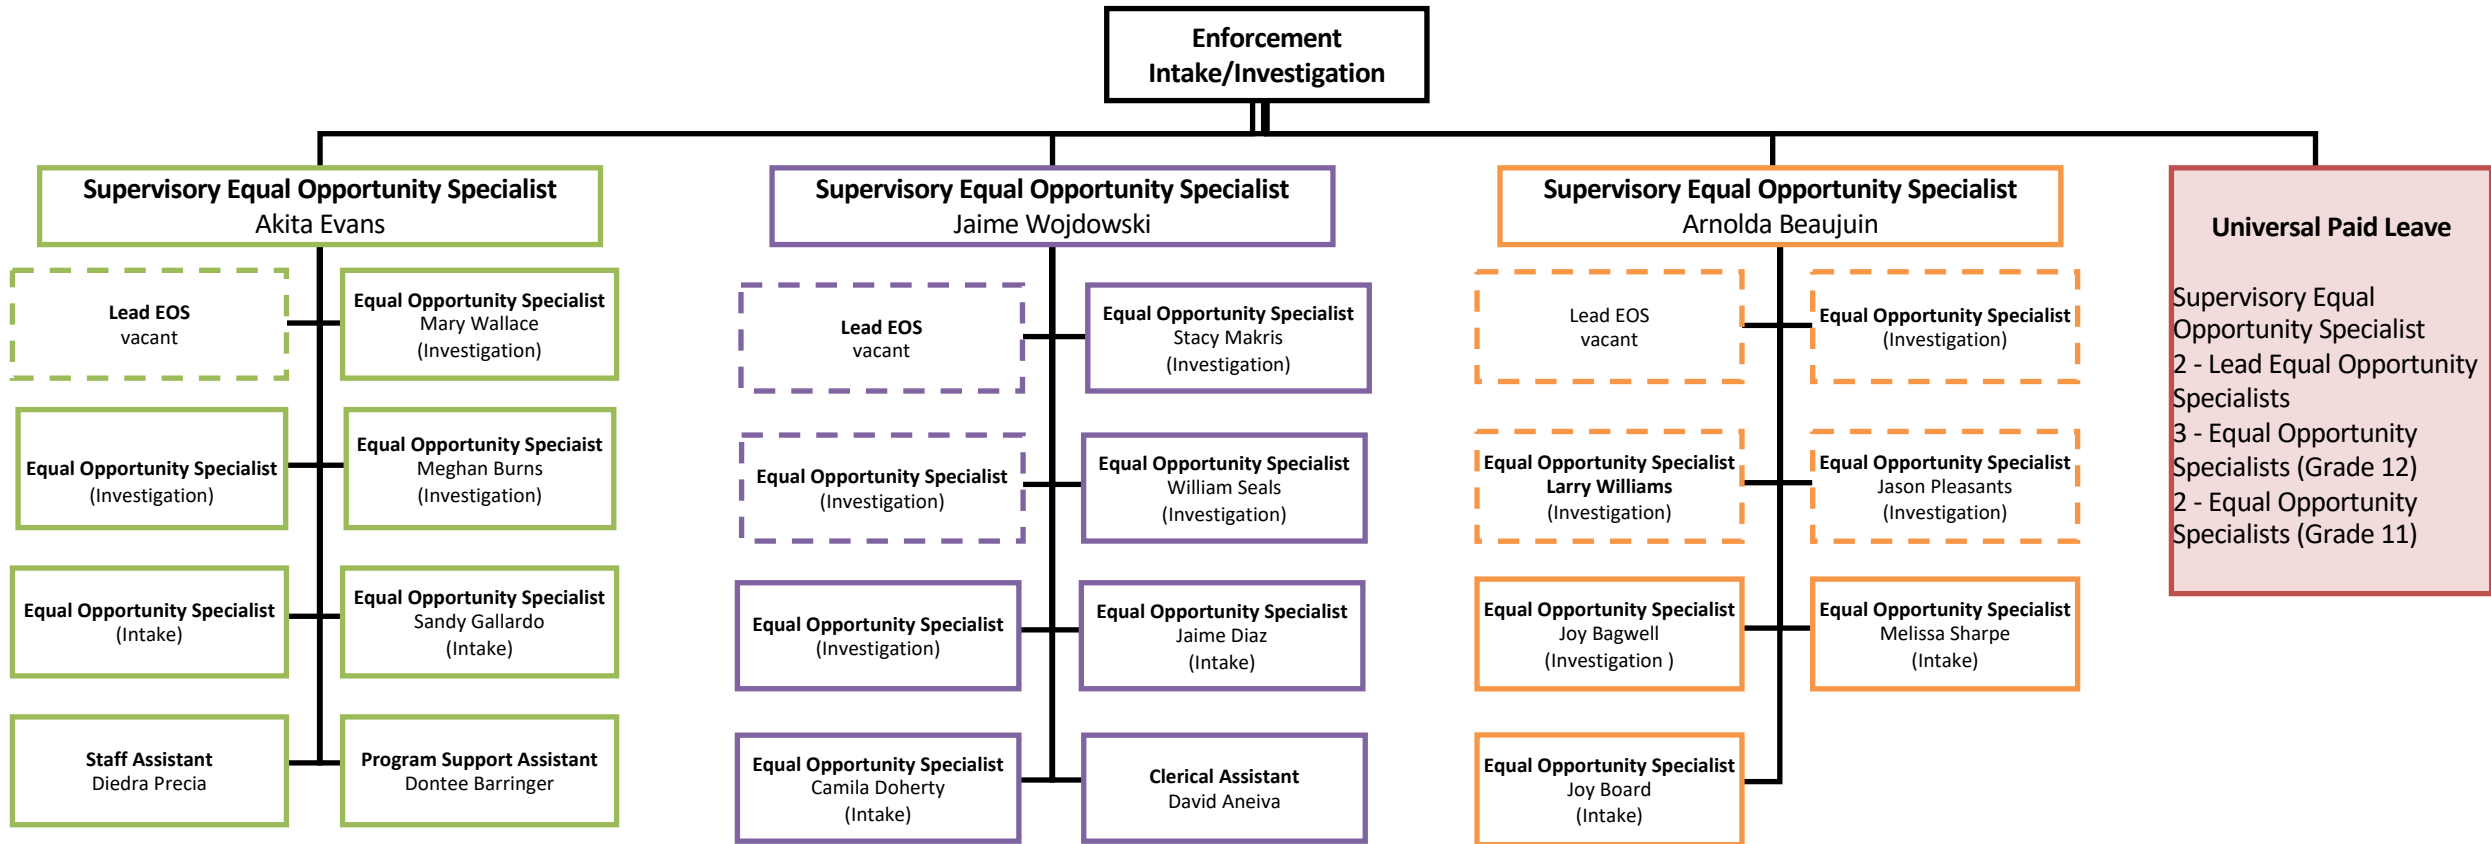 Enforcement
Intake/Investigation
Supervisory Equal Opportunity Specialist
Akita Evans
Lead EOS
vacant
Equal Opportunity Specialist
Mary Wallace
(Investigation)
Equal Opportunity Specialist
(Investigation)
Equal Opportunity Speciaist
Meghan Burns
(Investigation)
Equal Opportunity Specialist
(Intake)
Equal Opportunity Specialist
Sandy Gallardo
(Intake)
Staff Assistant
Diedra Precia
Program Support Assistant
Dontee Barringer
Supervisory Equal Opportunity Specialist
Jaime Wojdowski
Lead EOS
vacant
Equal Opportunity Specialist
Stacy Makris
(Investigation)
Equal Opportunity Specialist
(Investigation)
Equal Opportunity Specialist
William Seals
(Investigation)
Equal Opportunity Specialist
(Investigation)
Equal Opportunity Specialist
Jaime Diaz
(Intake)
Equal Opportunity Specialist
Camila Doherty
(Intake)
Clerical Assistant
David Aneiva
Supervisory Equal Opportunity Specialist
Arnolda Beaujuin
Lead EOS
vacant
Equal Opportunity Specialist
(Investigation)
Equal Opportunity Specialist
Larry Williams
(Investigation)
Equal Opportunity Specialist
Jason Pleasants
(Investigation)
Equal Opportunity Specialist
Joy Bagwell
(Investigation )
Equal Opportunity Specialist
Melissa Sharpe
(Intake)
Equal Opportunity Specialist
Joy Board
(Intake)
Universal Paid Leave
Supervisory Equal
Opportunity Specialist
2 - Lead Equal Opportunity
Specialists
3 - Equal Opportunity
Specialists (Grade 12)
2 - Equal Opportunity
Specialists (Grade 11)